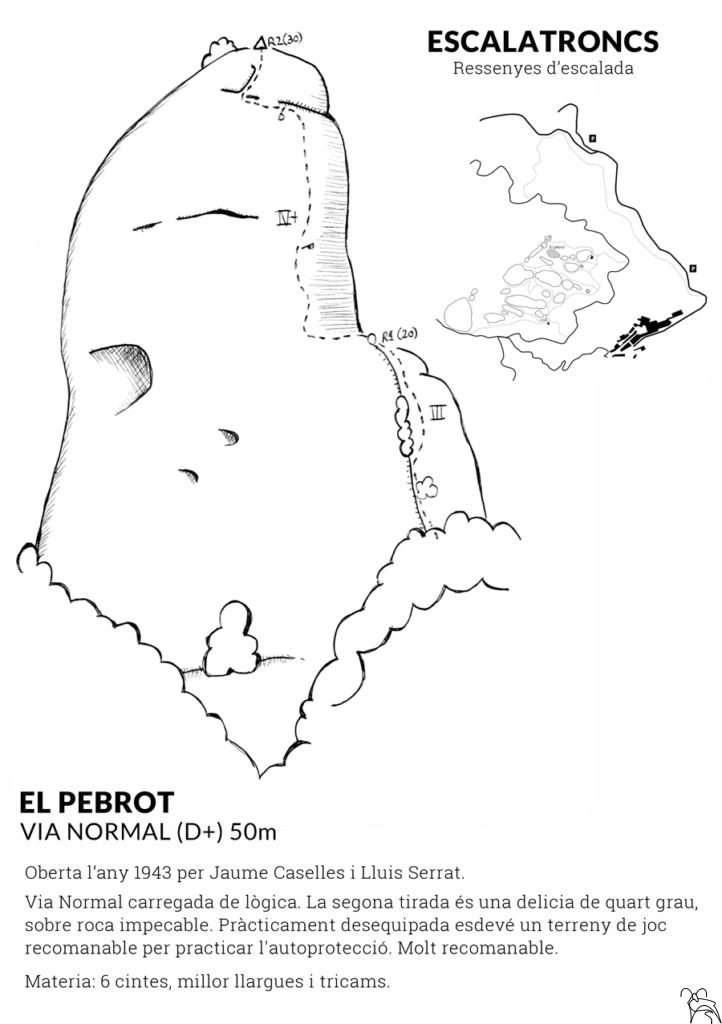 ESCALATRONCS
Ressenyes d'escalada
R2(30)
P
IV+
P
R1(20)
III
EL PEBROT
VIA NORMAL (D+) 50m
Oberta l'any 1943 per Jaume Caselles i Lluis Serrat.
Via Normal carregada de lògica. La segona tirada és una delicia de quart grau,
sobre roca impecable. Pràcticament desequipada esdevé un terreny de joc
recomanable per practicar l'autoprotecció. Molt recomanable.
Materia: 6 cintes, millor llargues i tricams.